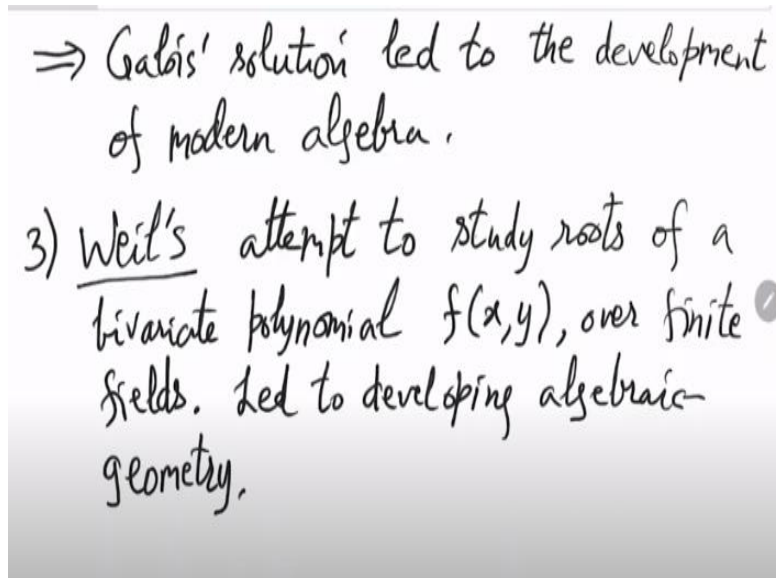 ⇒ Galois' solution led to the development
of modern algebra.
3) Weil's attempt to study roots of a
bivariate polynomial f(x,y), over finite
fields. Led to developing algebraic-
geometry.